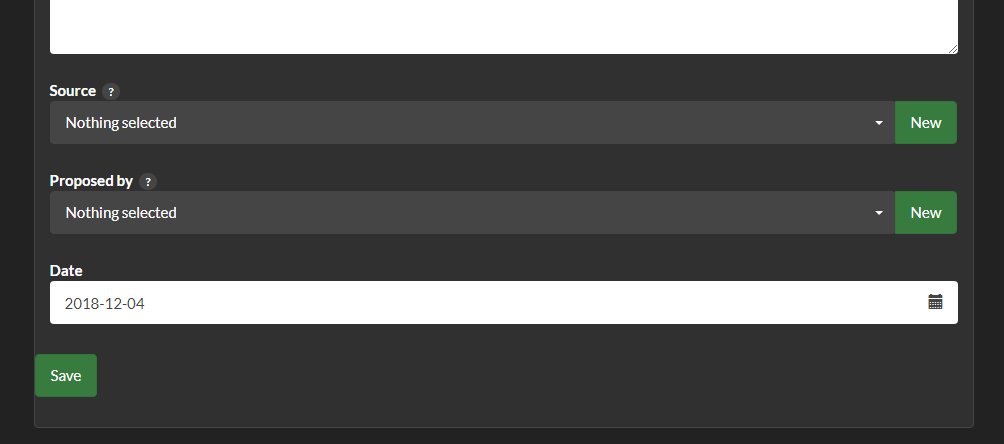 Source ?
Nothing selected New
Proposed by ?
Nothing selected New
Date
2018-12-04
Save